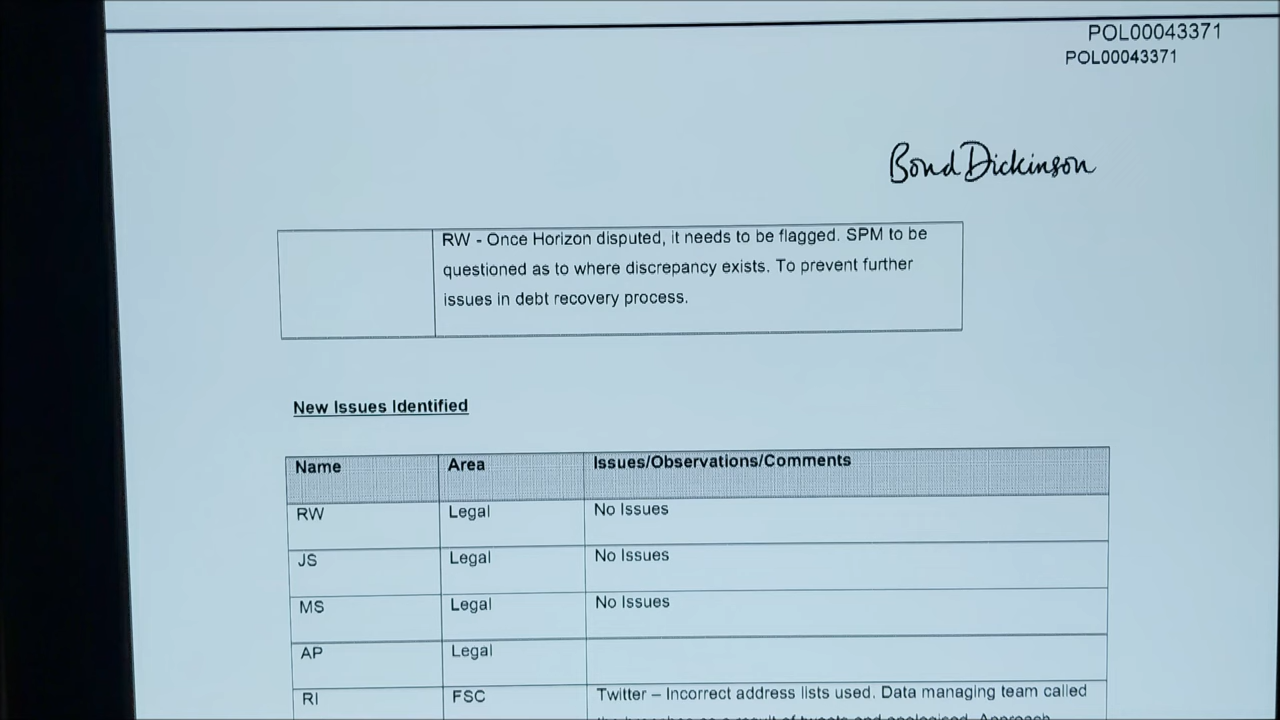 POL00043371
POL00043371
Bond Dickinson
RW - Once Horizon disputed, it needs to be flagged. SPM to be
questioned as to where discrepancy exists. To prevent further
issues in debt recovery process.
New Issues Identified
Name Area Issues/Observations/Comments
RW Legal No Issues
JS Legal No Issues
MS Legal No Issues
AP Legal
RI FSC Twitter – Incorrect address lists used. Data managing team called